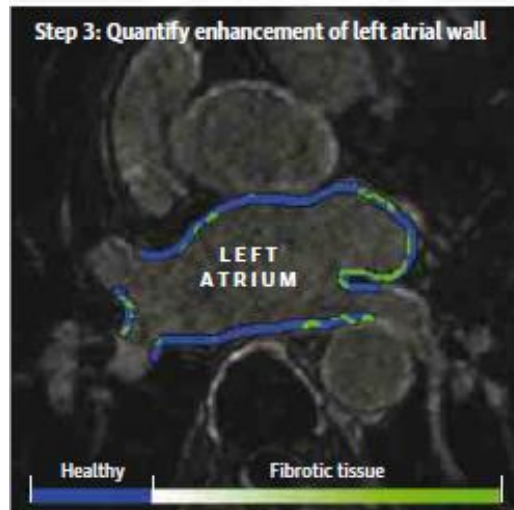 Step 3: Quantify enhancement of left atrial wall
LEFT
ATRIUM
Healthy Fibrotic tissue